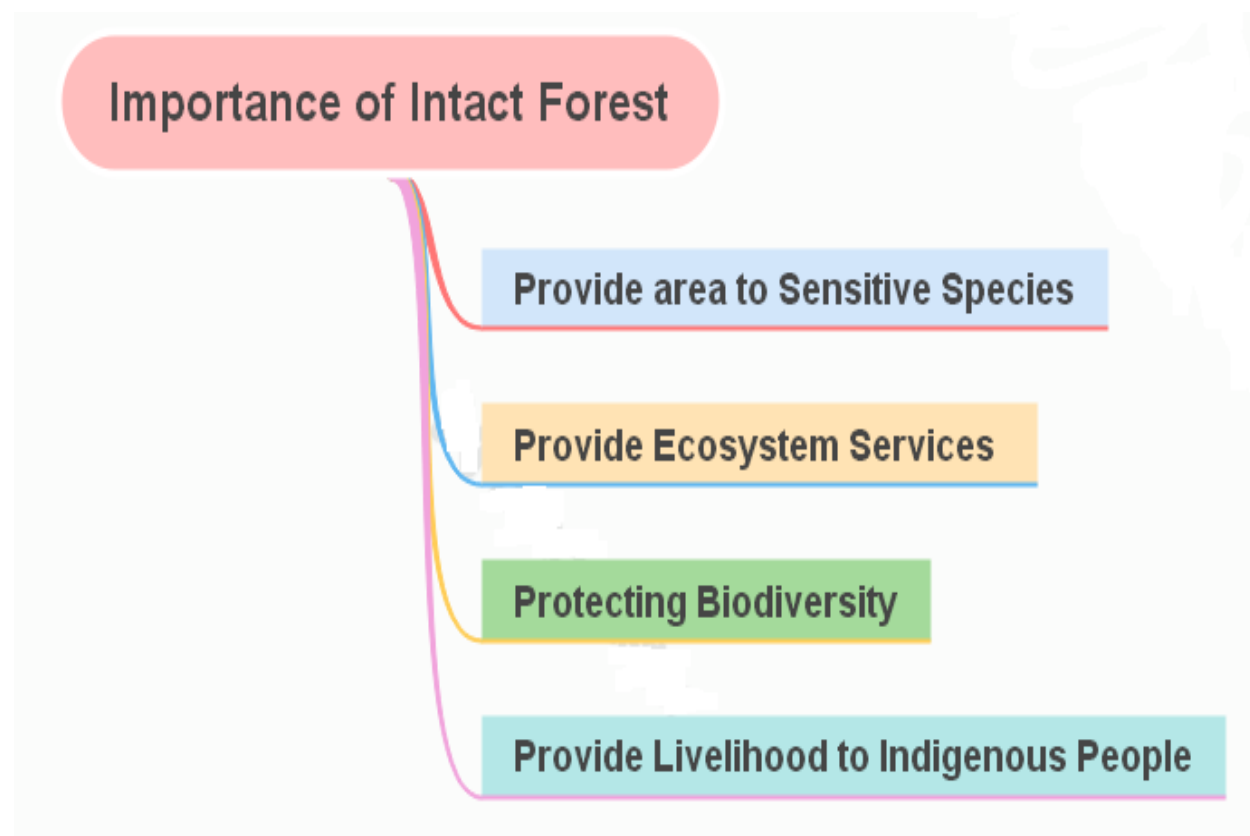 Importance of Intact Forest
Provide area to Sensitive Species
Provide Ecosystem Services
Protecting Biodiversity
Provide Livelihood to Indigenous People